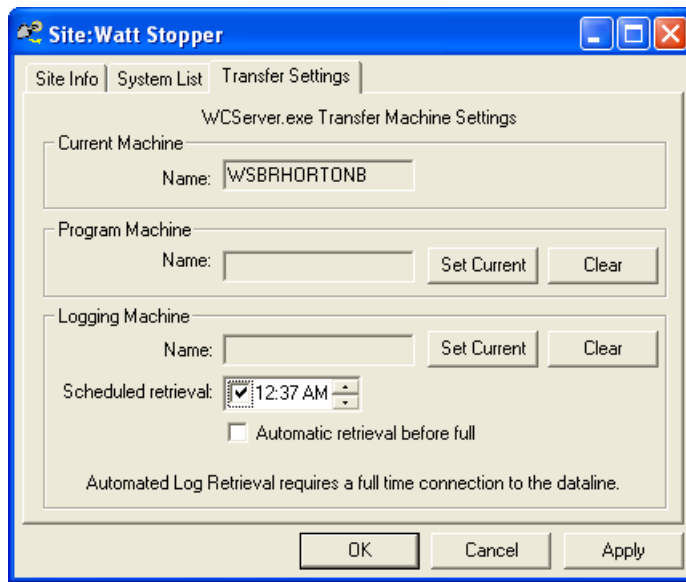 Site:Watt Stopper
Site Info System List Transfer Settings
WCServer.exe Transfer Machine Settings
Current Machine
Name: WSBRHORTONB
Program Machine
Name: Set Current Clear
Logging Machine
Name: Set Current Clear
Scheduled retrieval: 12:37 AM
Automatic retrieval before full
Automated Log Retrieval requires a full time connection to the dataline.
OK Cancel Apply